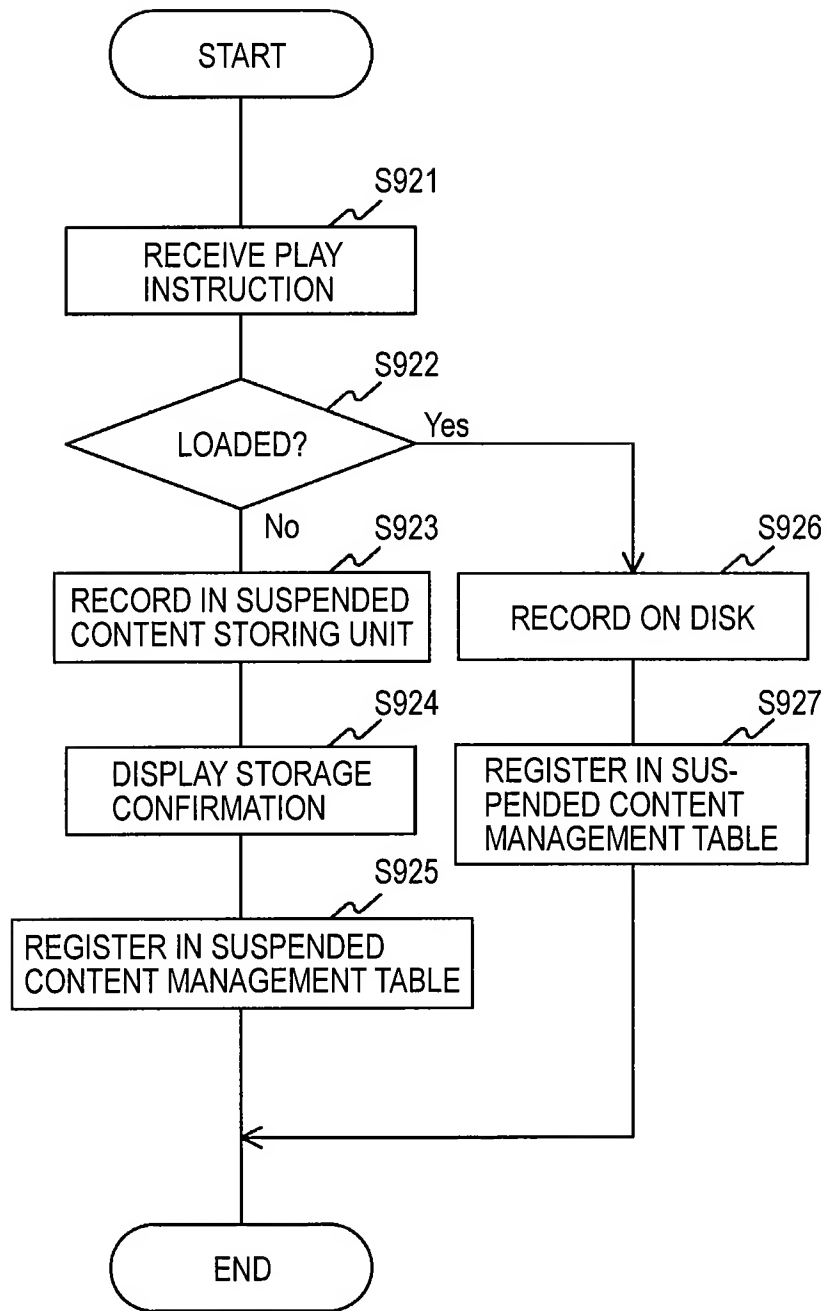 START
S921
RECEIVE PLAY
INSTRUCTION
S922
LOADED?
Yes
No
S923
RECORD IN SUSPENDED
CONTENT STORING UNIT
S924
DISPLAY STORAGE
CONFIRMATION
S925
REGISTER IN SUSPENDED
CONTENT MANAGEMENT TABLE
S926
RECORD ON DISK
S927
REGISTER IN SUS-
PENDED CONTENT
MANAGEMENT TABLE
END